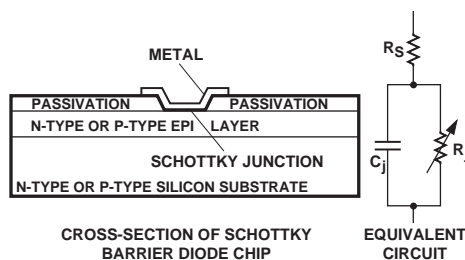 METAL
PASSIVATION PASSIVATION
N-TYPE OR P-TYPE EPI LAYER
SCHOTTKY JUNCTION
N-TYPE OR P-TYPE SILICON SUBSTRATE
CROSS-SECTION OF SCHOTTKY
BARRIER DIODE CHIP
RS
Cj
R
EQUIVALENT
CIRCUIT